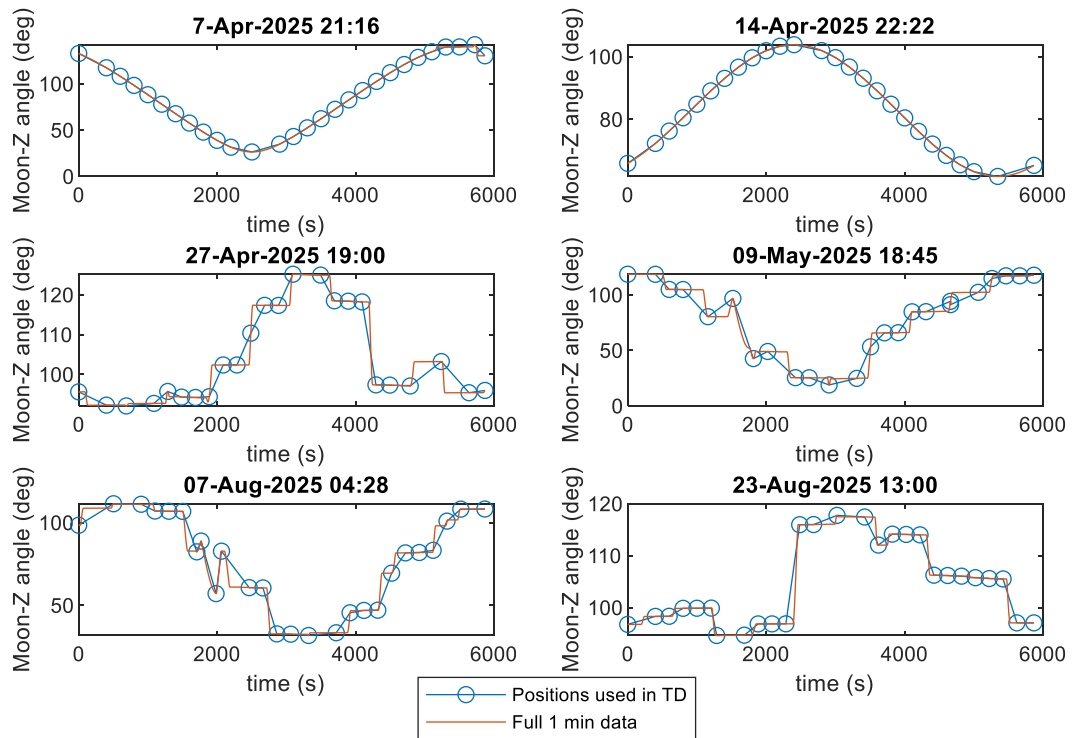 7-Apr-2025 21:16
Moon-Z angle (deg)
100
50
0
0 2000 4000 6000
time (s)
14-Apr-2025 22:22
Moon-Z angle (deg)
100
80
0 2000 4000 6000
time (s)
27-Apr-2025 19:00
Moon-Z angle (deg)
120
110
100
0 2000 4000 6000
time (s)
09-May-2025 18:45
Moon-Z angle (deg)
100
50
0
0 2000 4000 6000
time (s)
07-Aug-2025 04:28
Moon-Z angle (deg)
100
50
0 2000 4000 6000
time (s)
23-Aug-2025 13:00
Moon-Z angle (deg)
120
110
100
0 2000 4000 6000
time (s)
Positions used in TD
Full 1 min data